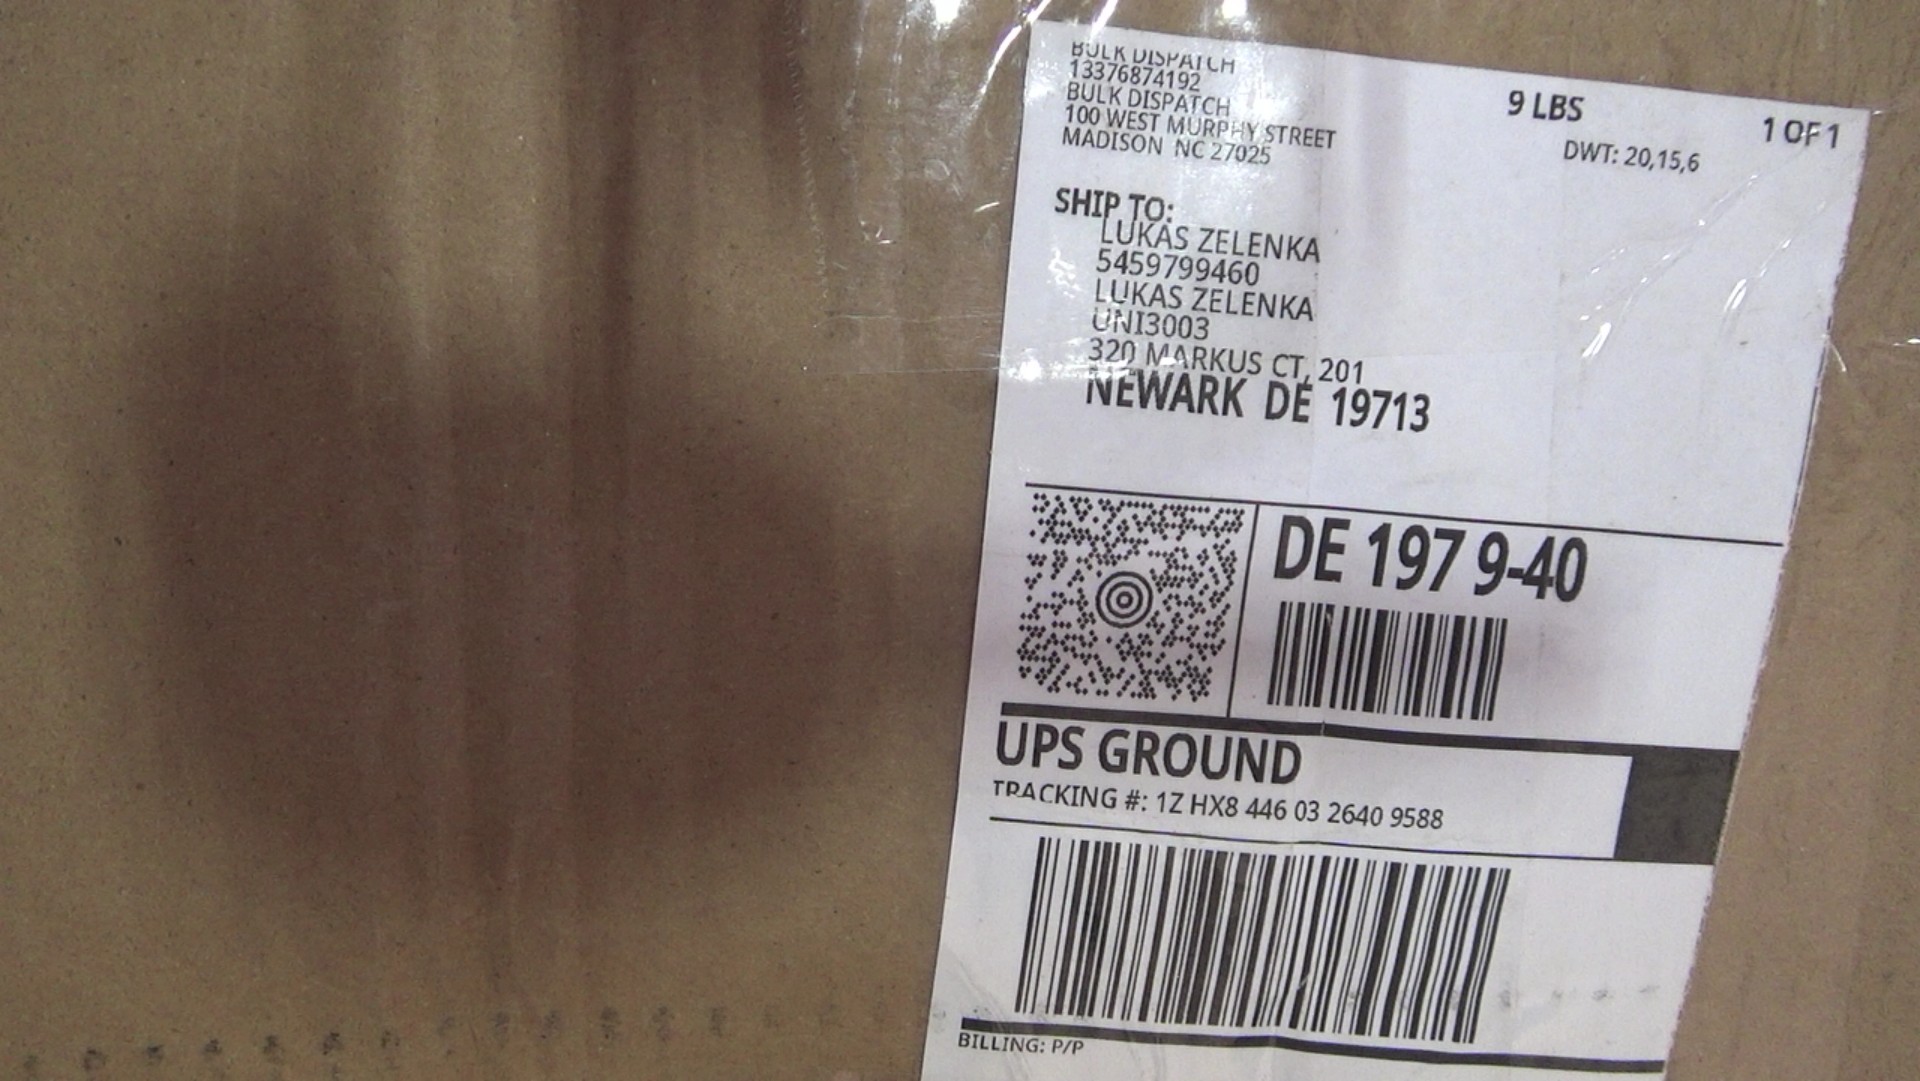 BULK DISPATCH
13376874192
BULK DISPATCH
100 WEST MURPHY STREET
MADISON NC 27025
9 LBS
1 OF 1
DWT: 20,15,6
SHIP TO:
LUKAS ZELENKA
5459799460
LUKAS ZELENKA
UNI3003
320 MARKUS CT, 201
NEWARK DE 19713
DE 197 9-40
UPS GROUND
TRACKING #: 1Z HX8 446 03 2640 9588
BILLING: P/P